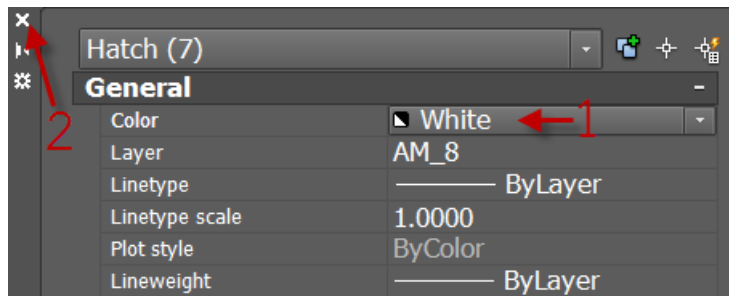 Hatch (7)
General
Color White 1
2
Layer AM_8
Linetype ByLayer
Linetype scale 1.0000
Plot style ByColor
Lineweight ByLayer